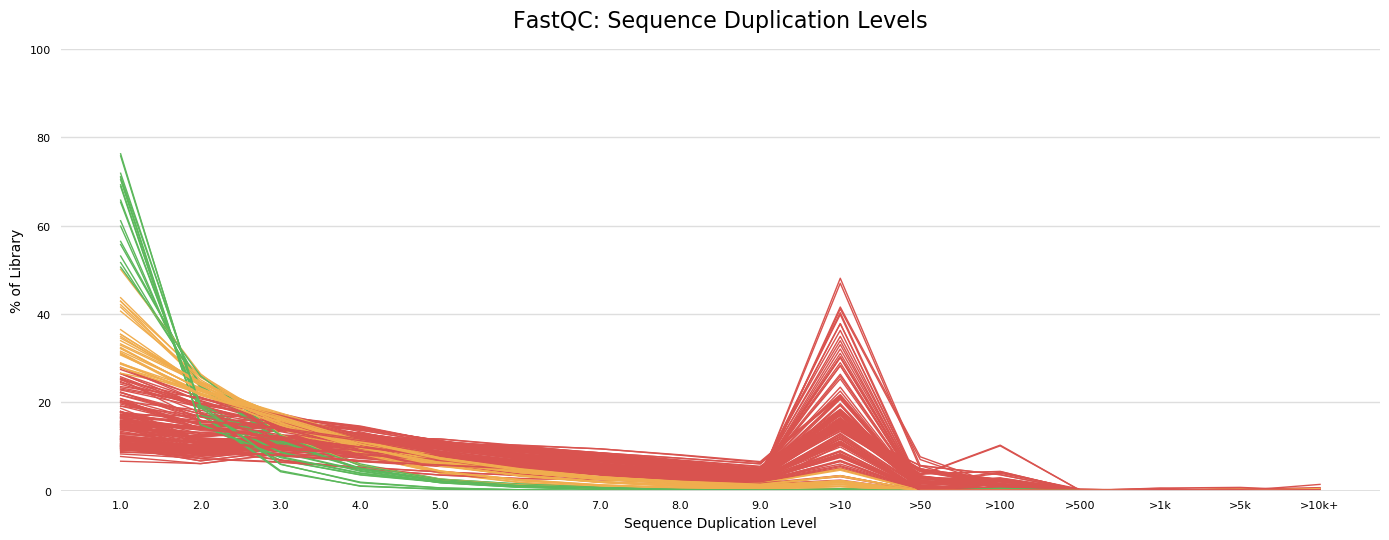 FastQC: Sequence Duplication Levels
% of Library
100
80
60
40
20
0
1.0 2.0 3.0 4.0 5.0 6.0 7.0 8.0 9.0 >10 >50 >100 >500 >1k >5k >10k+
Sequence Duplication Level